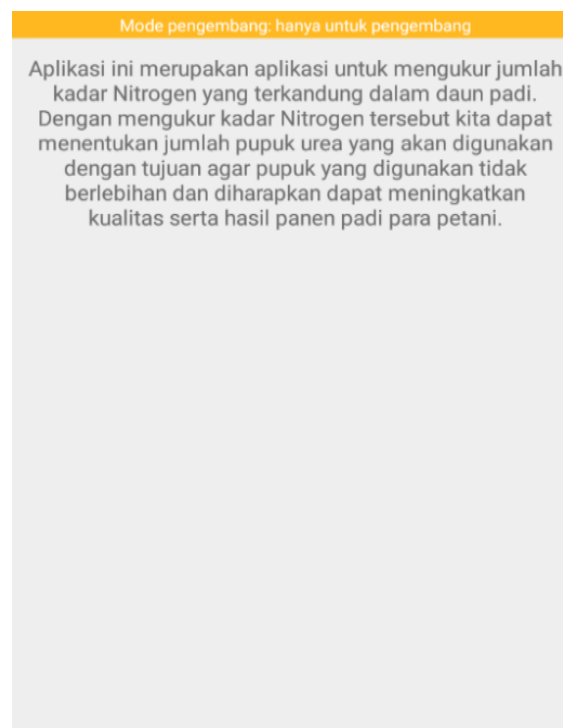 Mode pengembang: hanya untuk pengembang
Aplikasi ini merupakan aplikasi untuk mengukur jumlah
kadar Nitrogen yang terkandung dalam daun padi.
Dengan mengukur kadar Nitrogen tersebut kita dapat
menentukan jumlah pupuk urea yang akan digunakan
dengan tujuan agar pupuk yang digunakan tidak
berlebihan dan diharapkan dapat meningkatkan
kualitas serta hasil panen padi para petani.